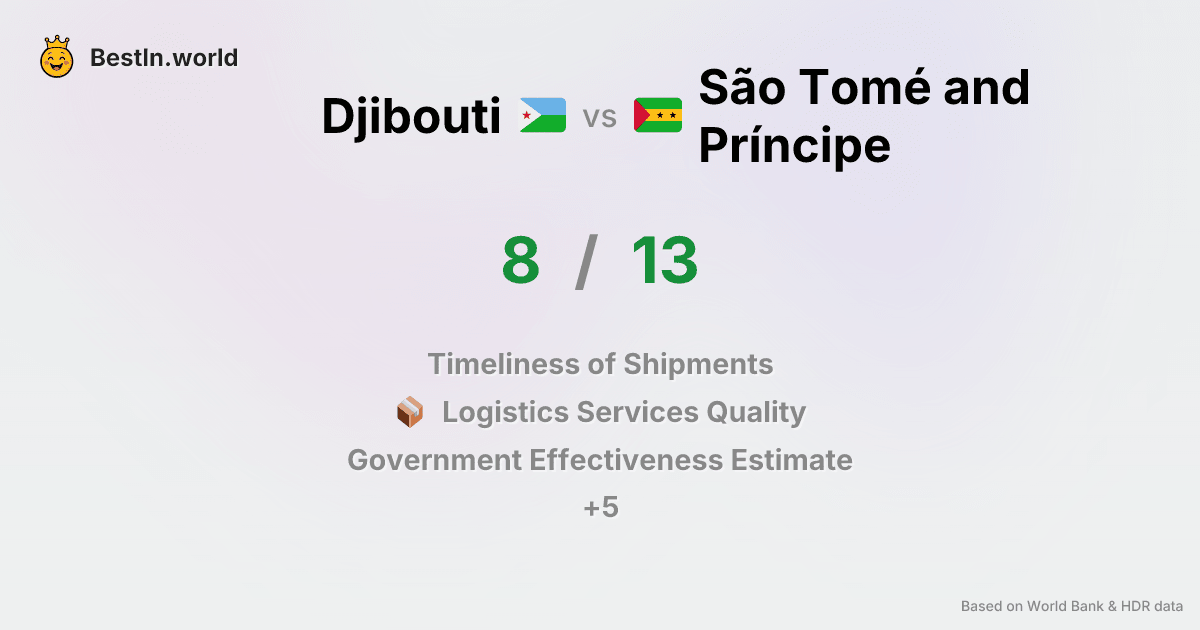 BestIn.world
Djibouti vs São Tomé and
Príncipe
8 / 13
Timeliness of Shipments
Logistics Services Quality
Government Effectiveness Estimate
+5
Based on World Bank & HDR data